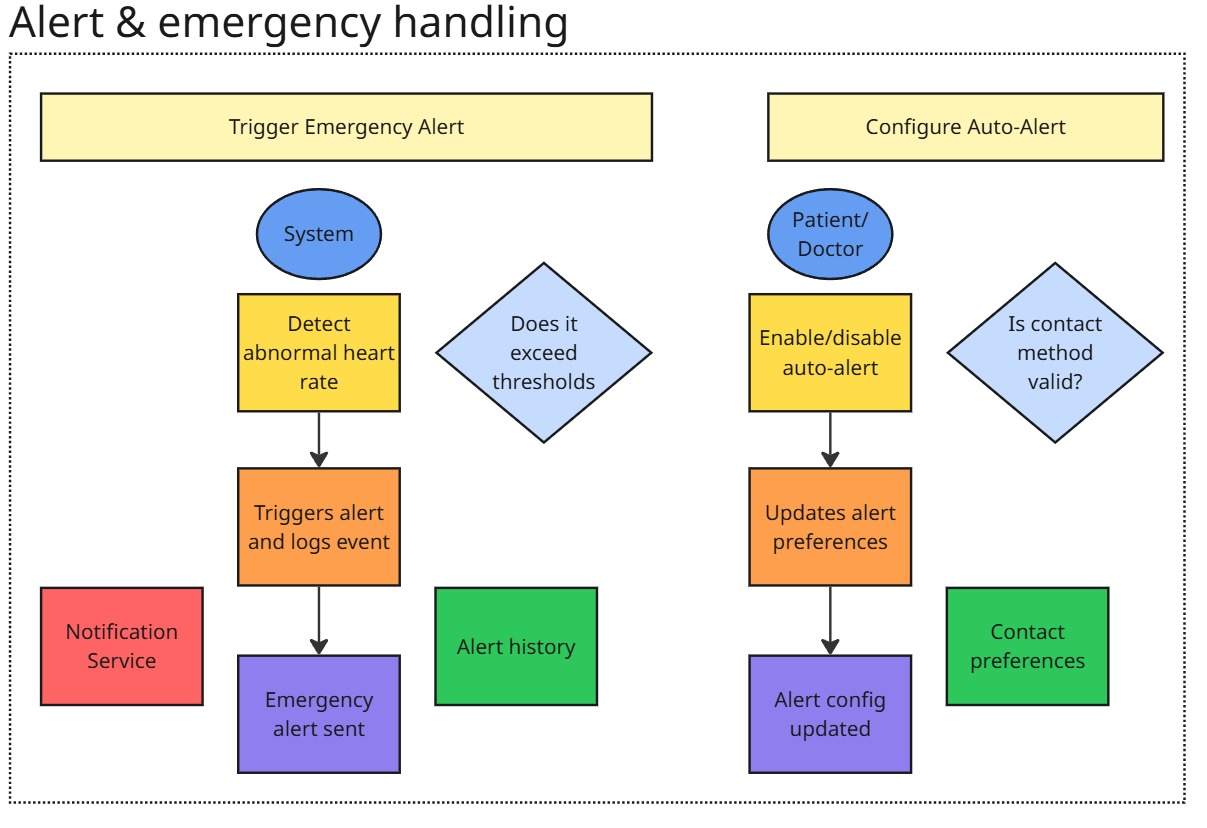 Alert & emergency handling
Trigger Emergency Alert
Configure Auto-Alert
System
Patient/
Doctor
Detect
abnormal heart
rate
Does it
exceed
thresholds
Enable/disable
auto-alert
Is contact
method
valid?
Triggers alert
and logs event
Updates alert
preferences
Notification
Service
Alert history
Contact
preferences
Emergency
alert sent
Alert config
updated